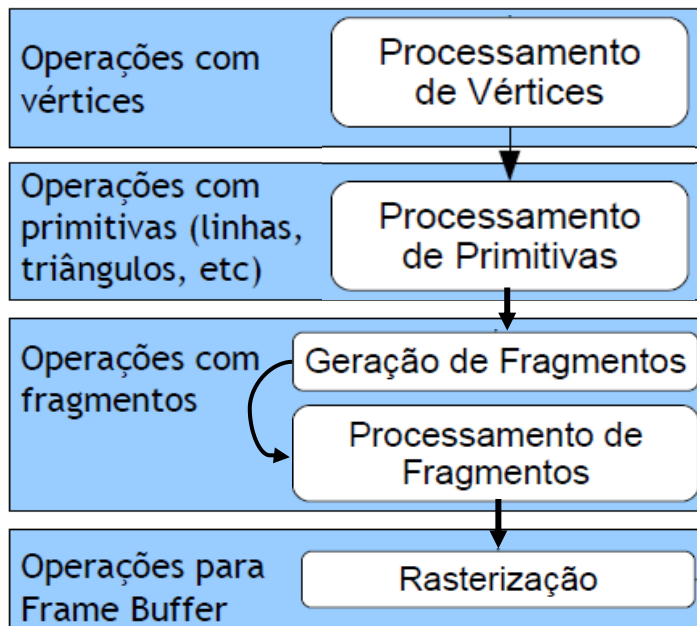 Operações com
vértices
Processamento
de Vértices
Operações com
primitivas (linhas,
triângulos, etc)
Processamento
de Primitivas
Operações com
fragmentos
Geração de Fragmentos
Processamento de
Fragmentos
Operações para
Frame Buffer
Rasterização